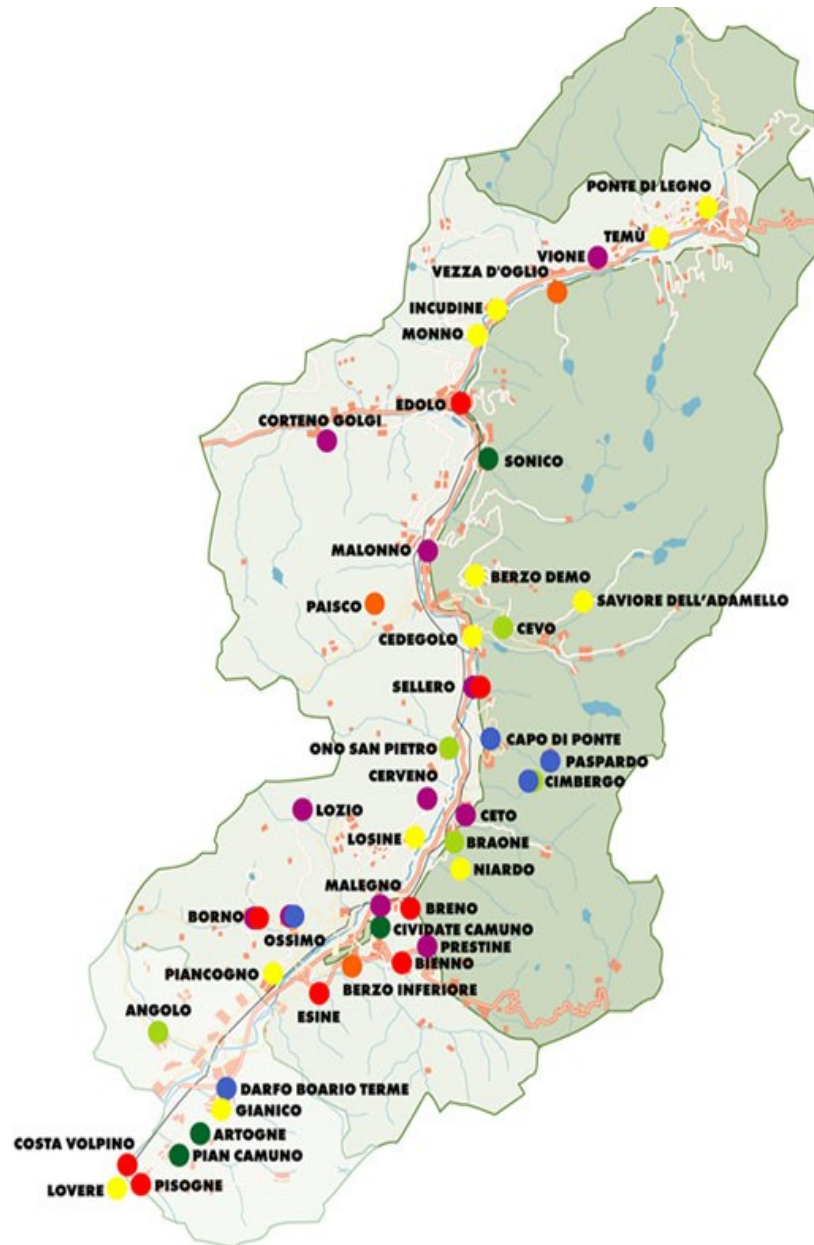 PONTE DI LEGNO
TEMÙ
VIONE
VEZZA D'OGLIO
INCUDINE
MONNO
EDOLO
CORTENO GOLGI
SONICO
MALONNO
BERZO DEMO
SAVIORE DELL'ADAMELLO
PAISCO
CEVO
CEDEGOLO
SELLERO
CAPO DI PONTE
ONO SAN PIETRO
PASPARDO
CIMBERGO
CERVENO
LOZIO
CETO
LOSINE
BRAONE
NIARDO
MALEGNO
BRENO
BORNO
CIVIDATE CAMUNO
OSSIMO
PRESTINE
BIENNO
PIANCOGNO
BERZO INFERIORE
ESINE
ANGOLO
DARFO BOARIO TERME
GIANICO
ARTOGNE
COSTA VOLPINO
PIAN CAMUNO
PISOGNE
LOVERE